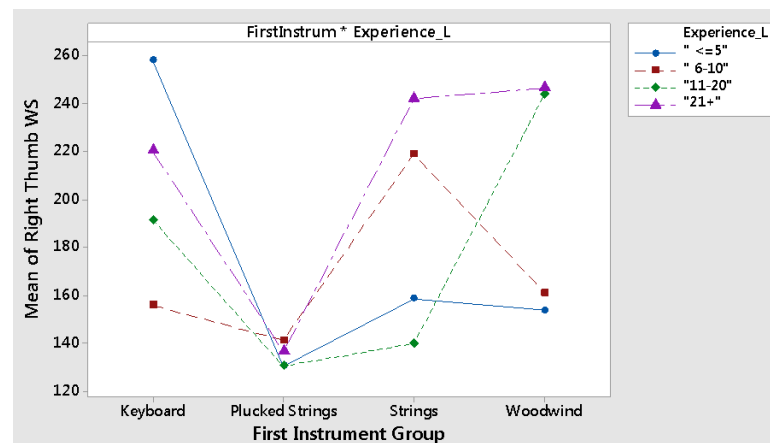 FirstInstrum * Experience_L
260
240
220
200
180
160
140
120
Mean of Right Thumb WS
Keyboard Plucked Strings Strings Woodwind
First Instrument Group
Experience_L
" <=5"
" 6-10"
"11-20"
"21+"